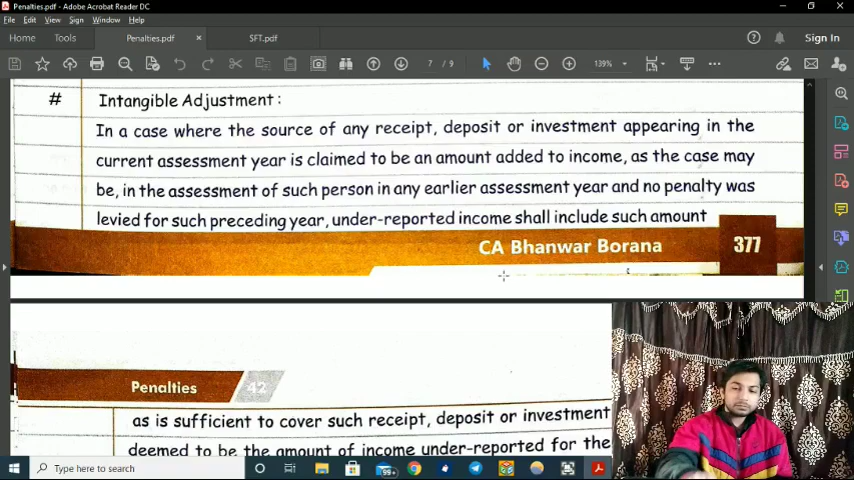 Penalties.pdf - Adobe Acrobat Reader DC
File Edit View Sign Window Help
Home Tools Penalties.pdf × SFT.pdf Sign In
7 / 9 139%
# Intangible Adjustment :
In a case where the source of any receipt, deposit or investment appearing in the
current assessment year is claimed to be an amount added to income, as the case may
be, in the assessment of such person in any earlier assessment year and no penalty was
levied for such preceding year, under-reported income shall include such amount
CA Bhanwar Borana 377
Penalties 42
as is sufficient to cover such receipt, deposit or investment
deemed to be the amount of income under-reported for the
Type here to search
99+